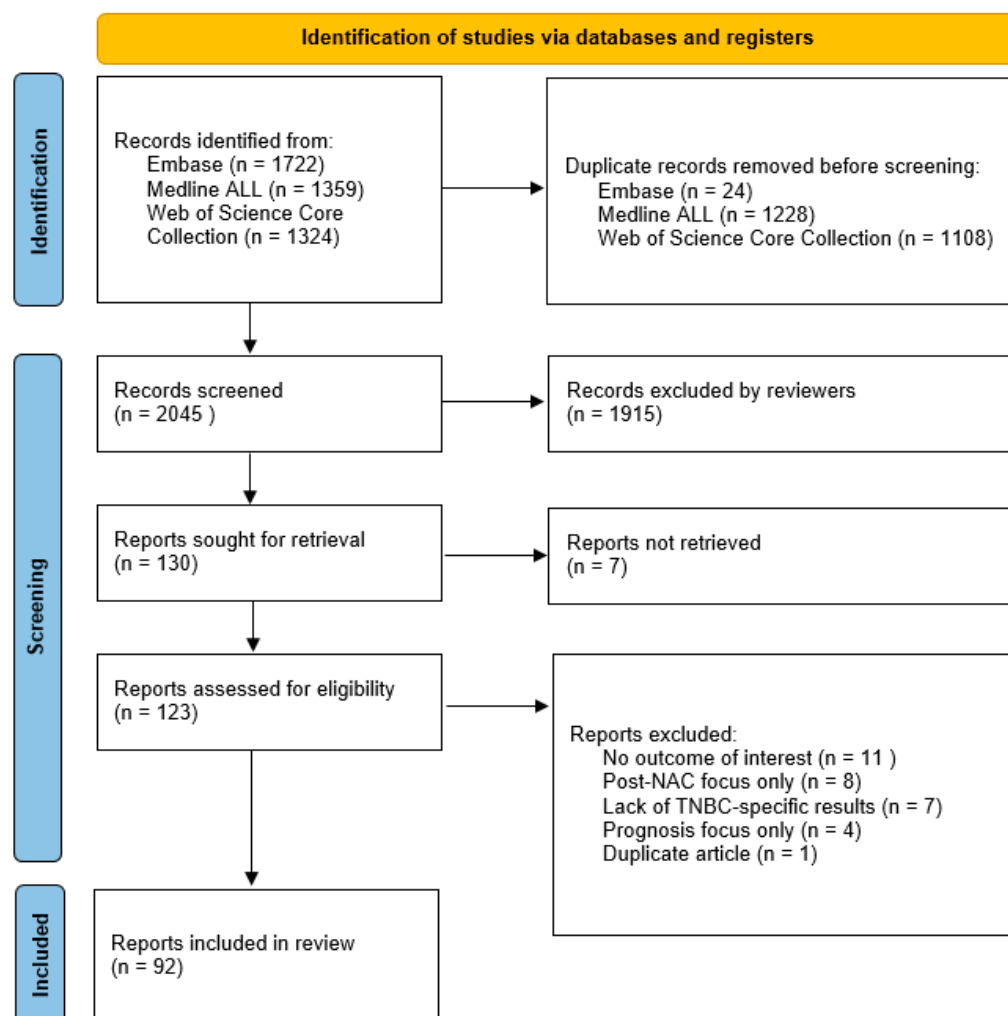 Identification of studies via databases and registers
Identification
Records identified from:
Embase (n = 1722)
Medline ALL (n = 1359)
Web of Science Core
Collection (n = 1324)
Duplicate records removed before screening:
Embase (n = 24)
Medline ALL (n = 1228)
Web of Science Core Collection (n = 1108)
Screening
Records screened
(n = 2045 )
Records excluded by reviewers
(n = 1915)
Reports sought for retrieval
(n = 130)
Reports not retrieved
(n = 7)
Reports assessed for eligibility
(n = 123)
Reports excluded:
No outcome of interest (n = 11 )
Post-NAC focus only (n = 8)
Lack of TNBC-specific results (n = 7)
Prognosis focus only (n = 4)
Duplicate article (n = 1)
Included
Reports included in review
(n = 92)